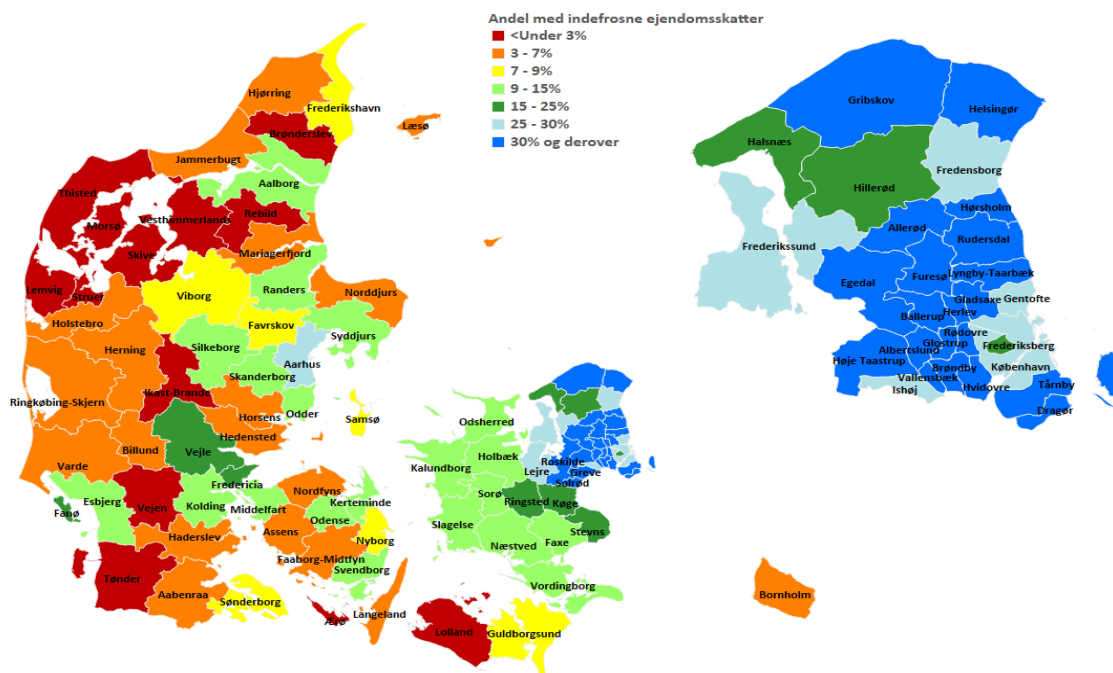 Andel med indefrosne ejendomsskatter
<Under 3%
3 - 7%
7 - 9%
9 - 15%
15 - 25%
25 - 30%
30% og derover
Hjørring
Frederikshavn
Læsø
Brønderslev
Jammerbugt
Aalborg
Thisted
Morsø
Vesthimmerlands
Rebild
Skive
Mariagerfjord
Lemvig
Struer
Viborg
Randers
Norddjurs
Holstebro
Favrskov
Syddjurs
Herning
Silkeborg
Aarhus
Skanderborg
Ikast-Brande
Ringkøbing-Skjern
Odder
Samsø
Horsens
Hedensted
Billund
Vejle
Varde
Fredericia
Esbjerg
Fanø
Vejen
Kolding
Middelfart
Nordfyns
Kerteminde
Odense
Assens
Nyborg
Haderslev
Faaborg-Midtfyn
Svendborg
Tønder
Aabenraa
Sønderborg
Ærø
Langeland
Odsherred
Kalundborg
Holbæk
Lejre
Roskilde
Greve
Solrød
Sorø
Ringsted
Køge
Slagelse
Stevns
Næstved
Faxe
Vordingborg
Lolland
Guldborgsund
Gribskov
Helsingør
Halsnæs
Fredensborg
Hillerød
Hørsholm
Allerød
Frederikssund
Rudersdal
Egedal
Furesø
Lyngby-Taarbæk
Gladsaxe
Gentofte
Ballerup
Herlev
Rødovre
Glostrup
Frederiksberg
Albertslund
Høje Taastrup
Brøndby
København
Vallensbæk
Ishøj
Hvidovre
Tårnby
Dragør
Bornholm